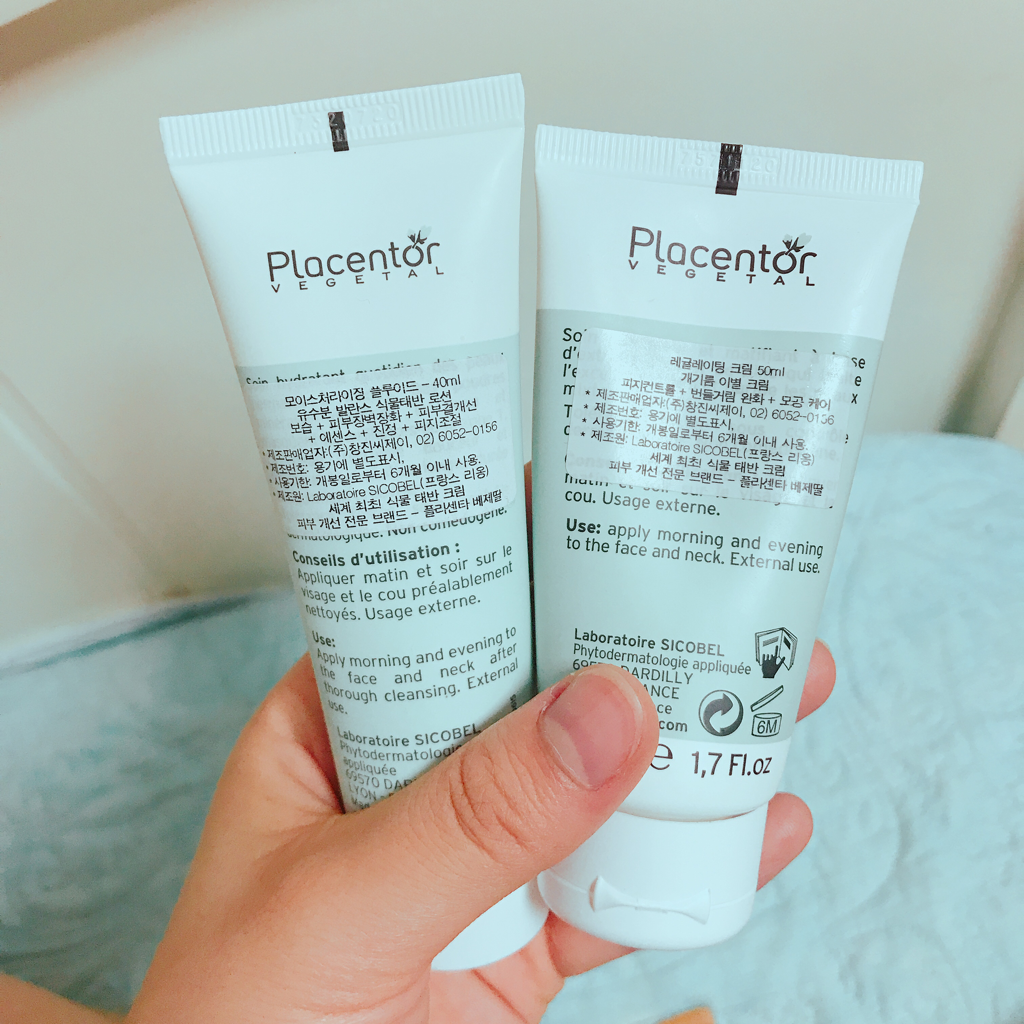 Placentor
VEGETAL
Soin hydratant quotidien des
모이스처라이징 플루이드 - 40ml
유수분 발란스 식물태반 로션
보습 + 피부장벽강화 + 피부결개선
+ 에센스 + 진정 + 피지조절
* 제조판매업자:(주)창진씨제이, 02) 6052-0156
* 제조번호: 용기에 별도표시,
* 사용기한: 개봉일로부터 6개월 이내 사용.
* 제조원: Laboratoire SICOBEL(프랑스 리옹)
세계 최초! 식물 태반 크림
피부 개선 전문 브랜드 - 플라센타 베제딸
dermatologique. Non comédogène.
Conseils d'utilisation :
Appliquer matin et soir sur le
visage et le cou préalablement
nettoyés. Usage externe.
Use:
Apply morning and evening to
the face and neck after
thorough cleansing. External
use.
Laboratoire SICOBEL
Phytodermatologie
appliquée
69570
LYON -
Placentor
VEGETAL
레귤레이팅 크림 50ml
개기름 이별 크림
피지컨트롤 + 번들거림 완화 + 모공 케어
* 제조판매업자:(주)창진씨제이, 02) 6052-0156
* 제조번호: 용기에 별도표시,
* 사용기한: 개봉일로부터 6개월 이내 사용.
* 제조원: Laboratoire SICOBEL(프랑스 리옹)
세계 최초! 식물 태반 크림
피부 개선 전문 브랜드 - 플라센타 베제딸
matin et soir sur le
cou. Usage externe.
Use: apply morning and evening
to the face and neck. External use.
Laboratoire SICOBEL
Phytodermatologie appliquée
DARDILLY
.com
6M
e 1,7 Fl.oz